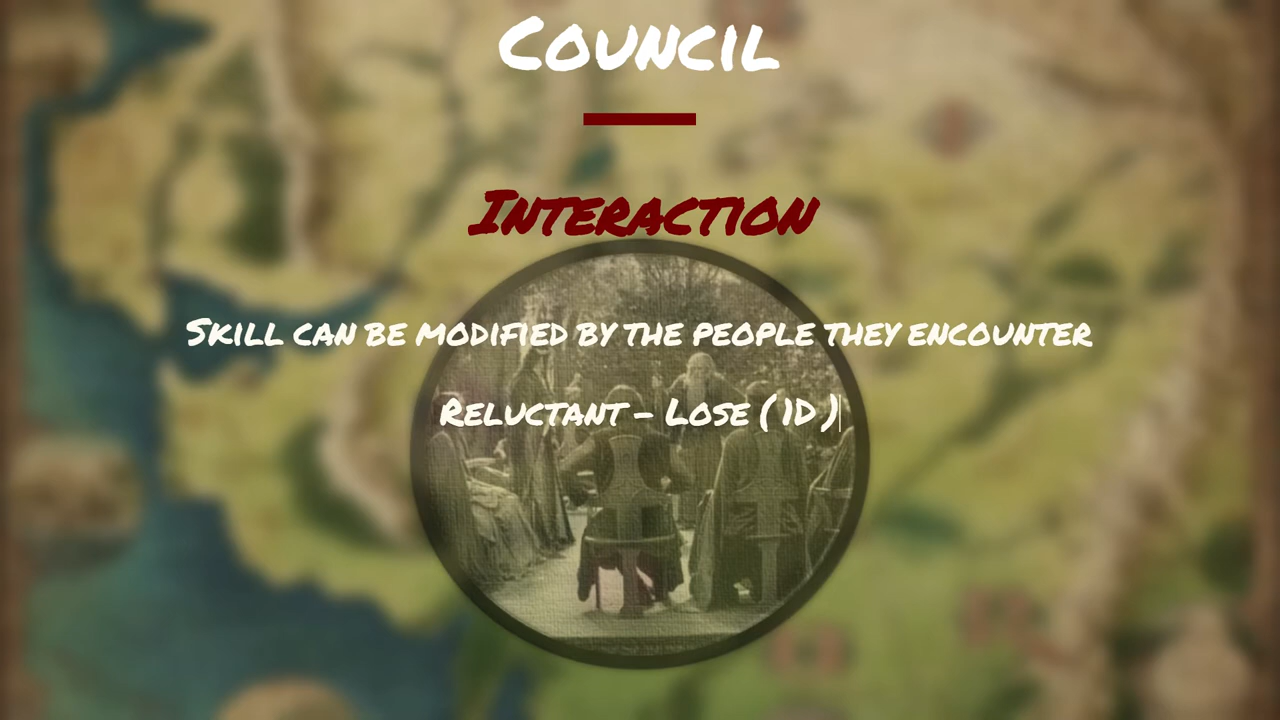 Council
Interaction
Skill can be modified by the people they encounter
Reluctant - Lose ( 1D )